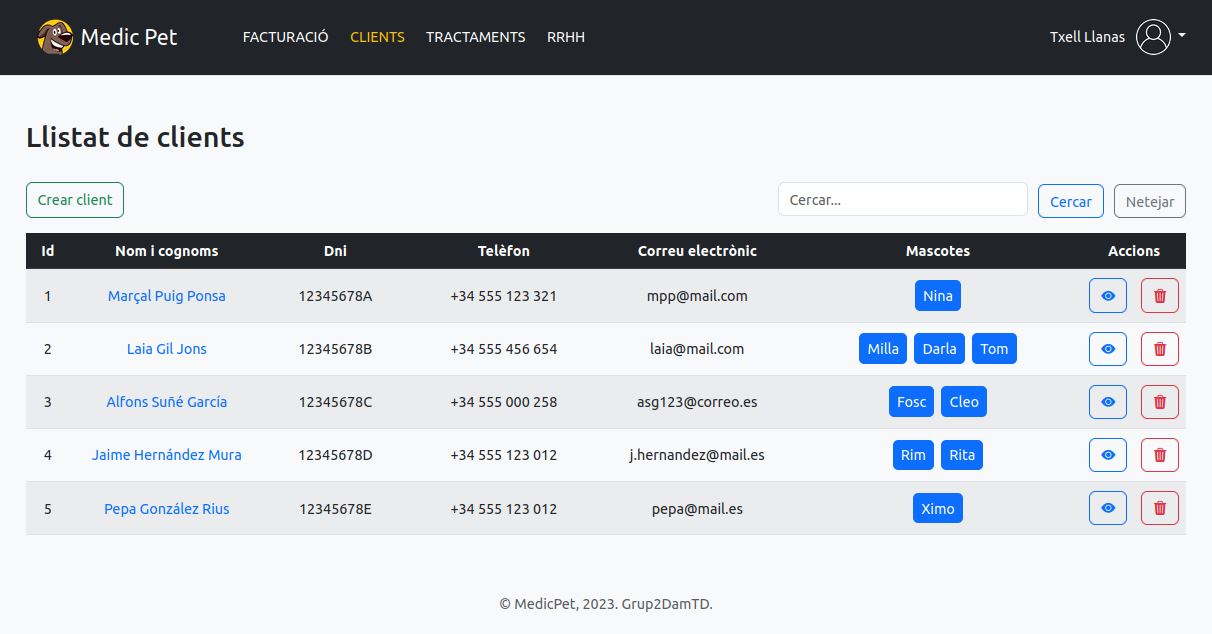 Medic Pet FACTURACIÓ CLIENTS TRACTAMENTS RRHH Txell Llanas
Llistat de clients
Crear client Cercar... Cercar Netejar
Id Nom i cognoms Dni Telèfon Correu electrònic Mascotes Accions
1 Marçal Puig Ponsa 12345678A +34 555 123 321 mpp@mail.com Nina
2 Laia Gil Jons 12345678B +34 555 456 654 laia@mail.com Milla Darla Tom
3 Alfons Suñé García 12345678C +34 555 000 258 asg123@correo.es Fosc Cleo
4 Jaime Hernández Mura 12345678D +34 555 123 012 j.hernandez@mail.es Rim Rita
5 Pepa González Rius 12345678E +34 555 123 012 pepa@mail.es Ximo
© MedicPet, 2023. Grup2DamTD.